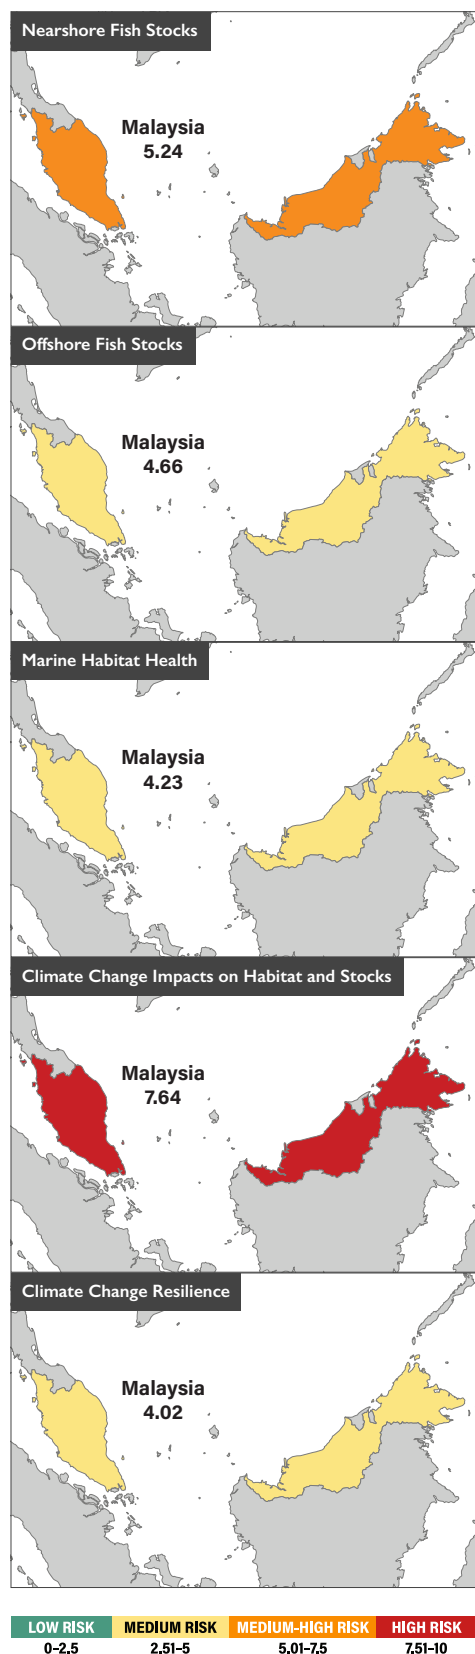 Nearshore Fish Stocks
Malaysia
5.24
Offshore Fish Stocks
Malaysia
4.66
Marine Habitat Health
Malaysia
4.23
Climate Change Impacts on Habitat and Stocks
Malaysia
7.64
Climate Change Resilience
Malaysia
4.02
LOW RISK MEDIUM RISK MEDIUM–HIGH RISK HIGH RISK
0–2.5 2.51–5 5.01–7.5 7.51–10